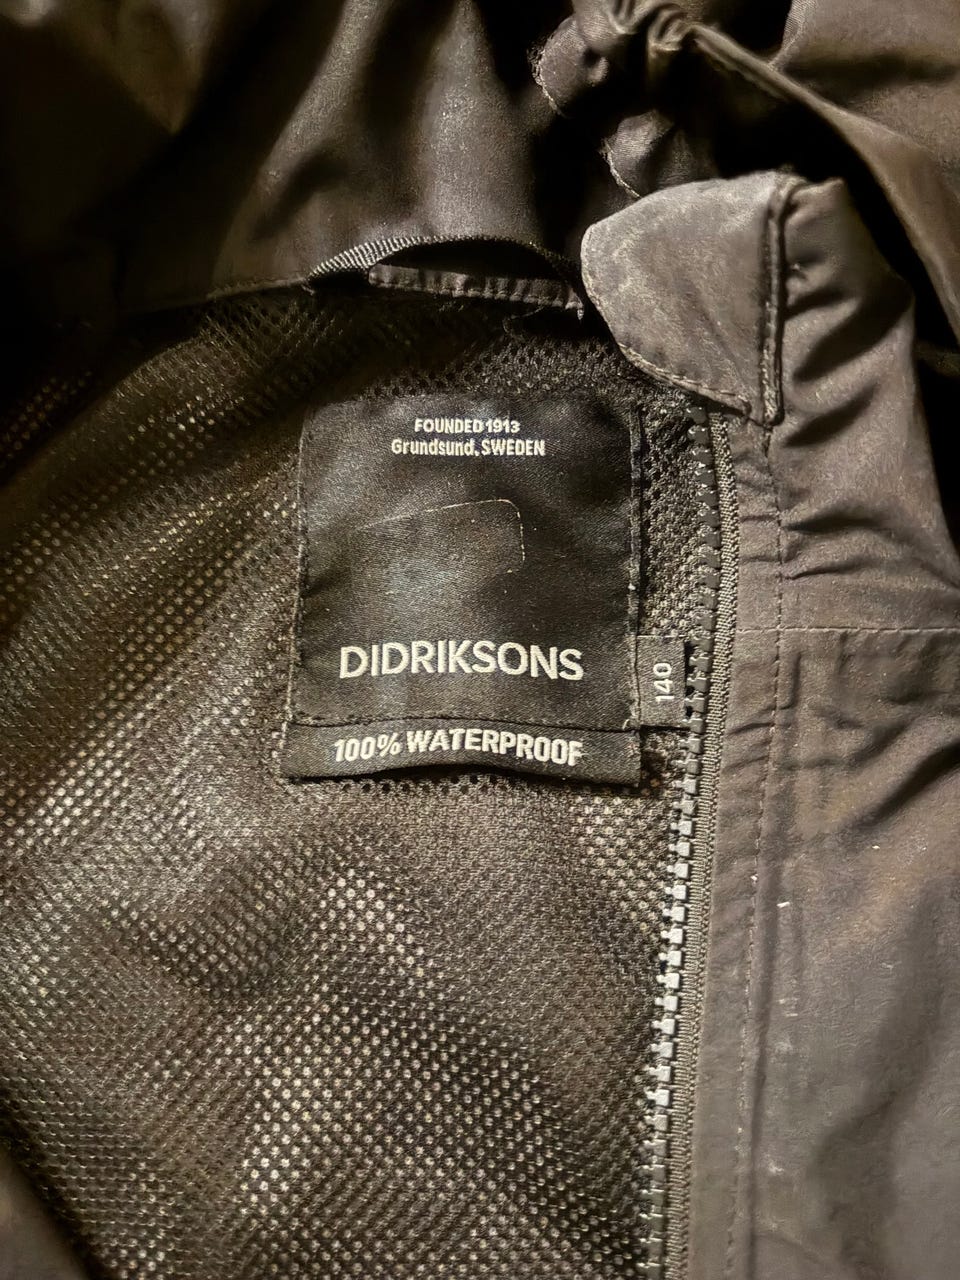 FOUNDED 1913
Grundsund, SWEDEN
DIDRIKSONS
140
100% WATERPROOF